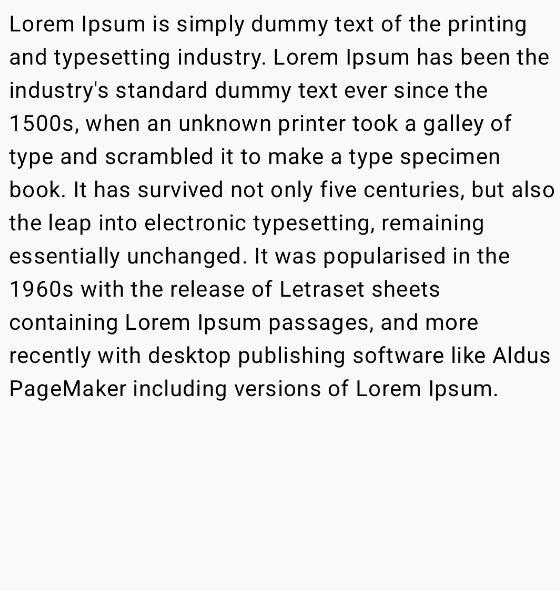 Lorem Ipsum is simply dummy text of the printing
and typesetting industry. Lorem Ipsum has been the
industry's standard dummy text ever since the
1500s, when an unknown printer took a galley of
type and scrambled it to make a type specimen
book. It has survived not only five centuries, but also
the leap into electronic typesetting, remaining
essentially unchanged. It was popularised in the
1960s with the release of Letraset sheets
containing Lorem Ipsum passages, and more
recently with desktop publishing software like Aldus
PageMaker including versions of Lorem Ipsum.